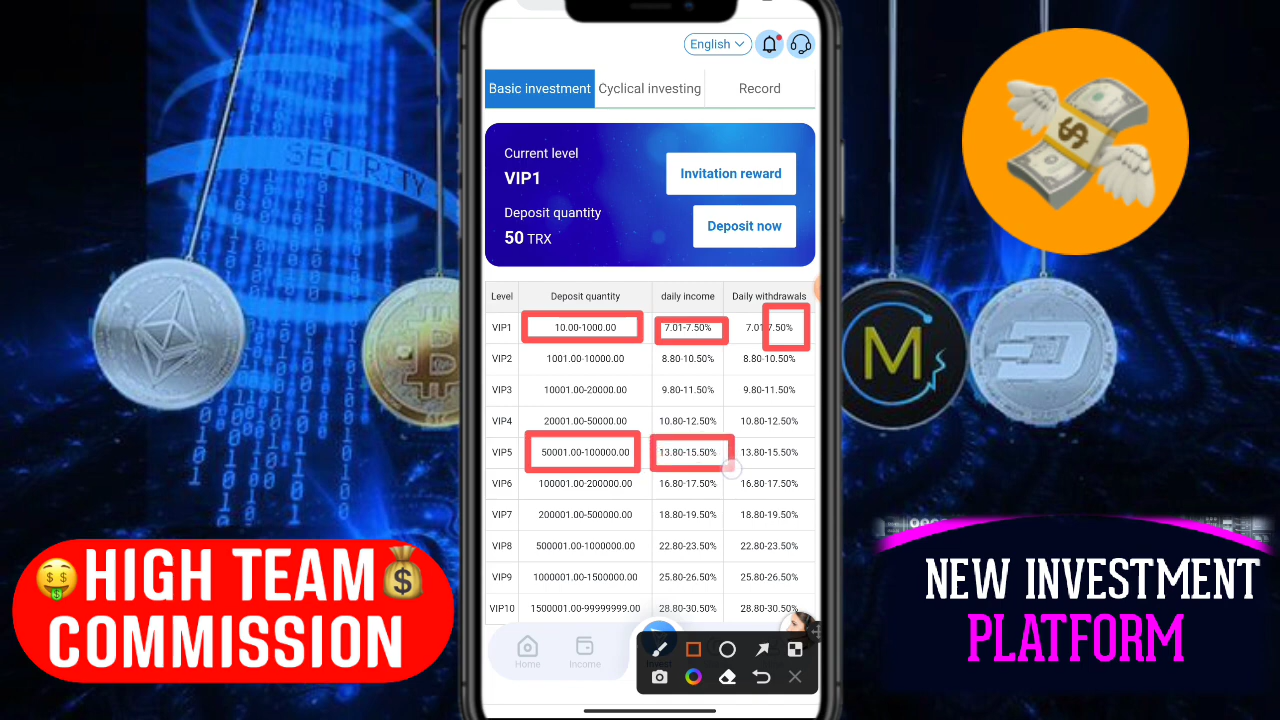 English
Basic investment Cyclical investing Record
Current level
VIP1
Invitation reward
Deposit quantity
50 TRX
Deposit now
Level Deposit quantity daily income Daily withdrawals
VIP1 10.00-1000.00 7.01-7.50% 7.01-7.50%
VIP2 1001.00-10000.00 8.80-10.50% 8.80-10.50%
VIP3 10001.00-20000.00 9.80-11.50% 9.80-11.50%
VIP4 20001.00-50000.00 10.80-12.50% 10.80-12.50%
VIP5 50001.00-100000.00 13.80-15.50% 13.80-15.50%
VIP6 100001.00-200000.00 16.80-17.50% 16.80-17.50%
VIP7 200001.00-500000.00 18.80-19.50% 18.80-19.50%
VIP8 500001.00-1000000.00 22.80-23.50% 22.80-23.50%
VIP9 1000001.00-1500000.00 25.80-26.50% 25.80-26.50%
VIP10 1500001.00-99999999.00 28.80-30.50% 28.80-30.50%
Home Income Invest
SECURITY
M
HIGH TEAM
COMMISSION
NEW INVESTMENT
PLATFORM